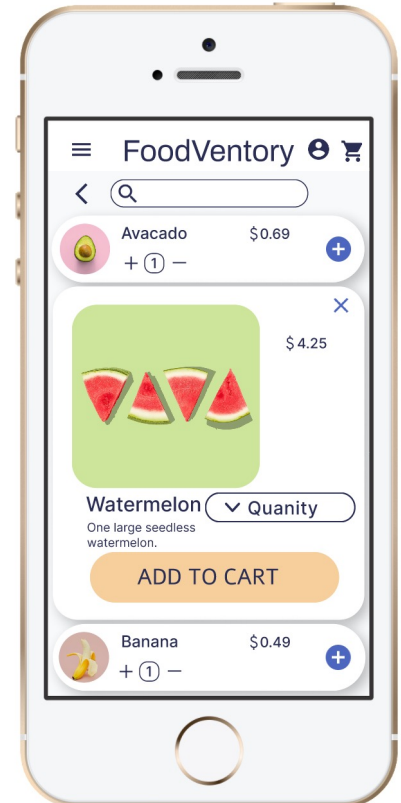 FoodVentory
Avacado $0.69
+ 1 −
$4.25
Watermelon
Quanity
One large seedless
watermelon.
ADD TO CART
Banana $0.49
+ 1 −